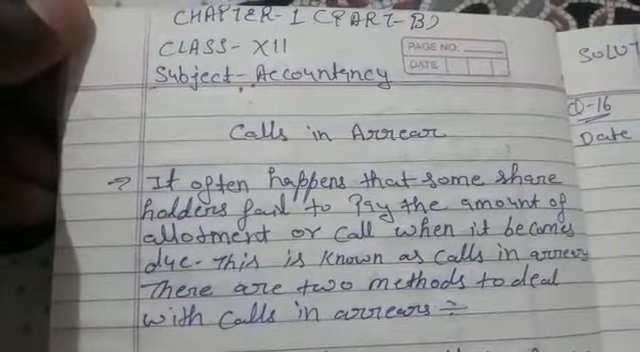 CHAPTER-1 (PART-B)
CLASS-XII
Subject-Accountancy
PAGE NO.
DATE
Calls in Arrear
→ It often happens that some share
holders fail to Pay the amount of
allotment or call when it becomes
due. This is known as calls in arrears
There are two methods to deal
with calls in arrears ÷
SOLUT
Q-16
Date